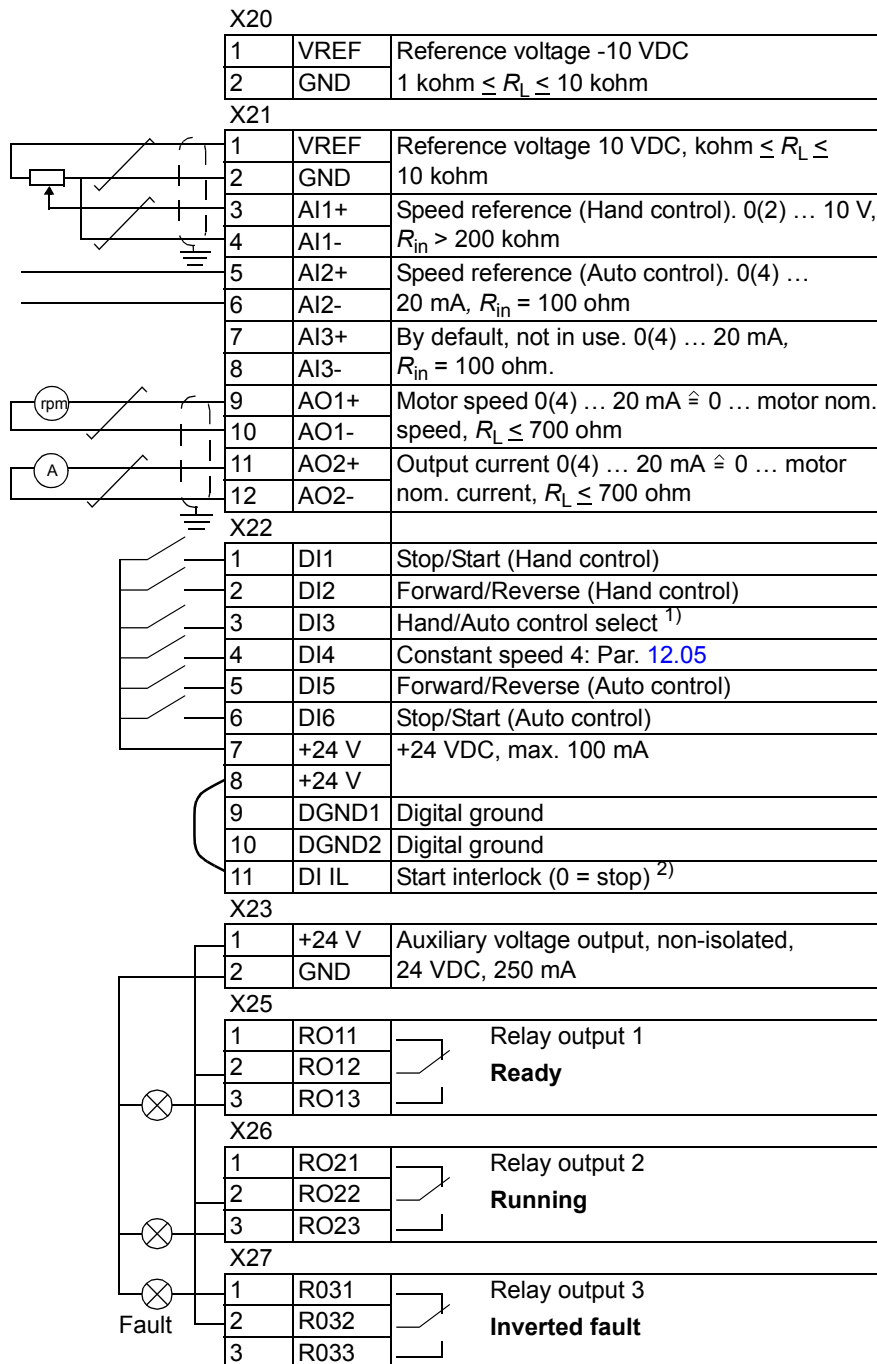 X20
1 VREF Reference voltage -10 VDC
2 GND 1 kohm ≤ RL ≤ 10 kohm
X21
1 VREF Reference voltage 10 VDC, kohm ≤ RL ≤
2 GND 10 kohm
3 AI1+ Speed reference (Hand control). 0(2) … 10 V,
4 AI1- Rin > 200 kohm
5 AI2+ Speed reference (Auto control). 0(4) …
6 AI2- 20 mA, Rin = 100 ohm
7 AI3+ By default, not in use. 0(4) … 20 mA,
8 AI3- Rin = 100 ohm.
rpm 9 AO1+ Motor speed 0(4) … 20 mA ≙ 0 … motor nom.
10 AO1- speed, RL ≤ 700 ohm
A 11 AO2+ Output current 0(4) … 20 mA ≙ 0 … motor
12 AO2- nom. current, RL ≤ 700 ohm
X22
1 DI1 Stop/Start (Hand control)
2 DI2 Forward/Reverse (Hand control)
3 DI3 Hand/Auto control select 1)
4 DI4 Constant speed 4: Par. 12.05
5 DI5 Forward/Reverse (Auto control)
6 DI6 Stop/Start (Auto control)
7 +24 V +24 VDC, max. 100 mA
8 +24 V
9 DGND1 Digital ground
10 DGND2 Digital ground
11 DI IL Start interlock (0 = stop) 2)
X23
1 +24 V Auxiliary voltage output, non-isolated,
2 GND 24 VDC, 250 mA
X25
1 RO11 Relay output 1
2 RO12 Ready
3 RO13
X26
1 RO21 Relay output 2
2 RO22 Running
3 RO23
X27
1 R031 Relay output 3
Fault 2 R032 Inverted fault
3 R033